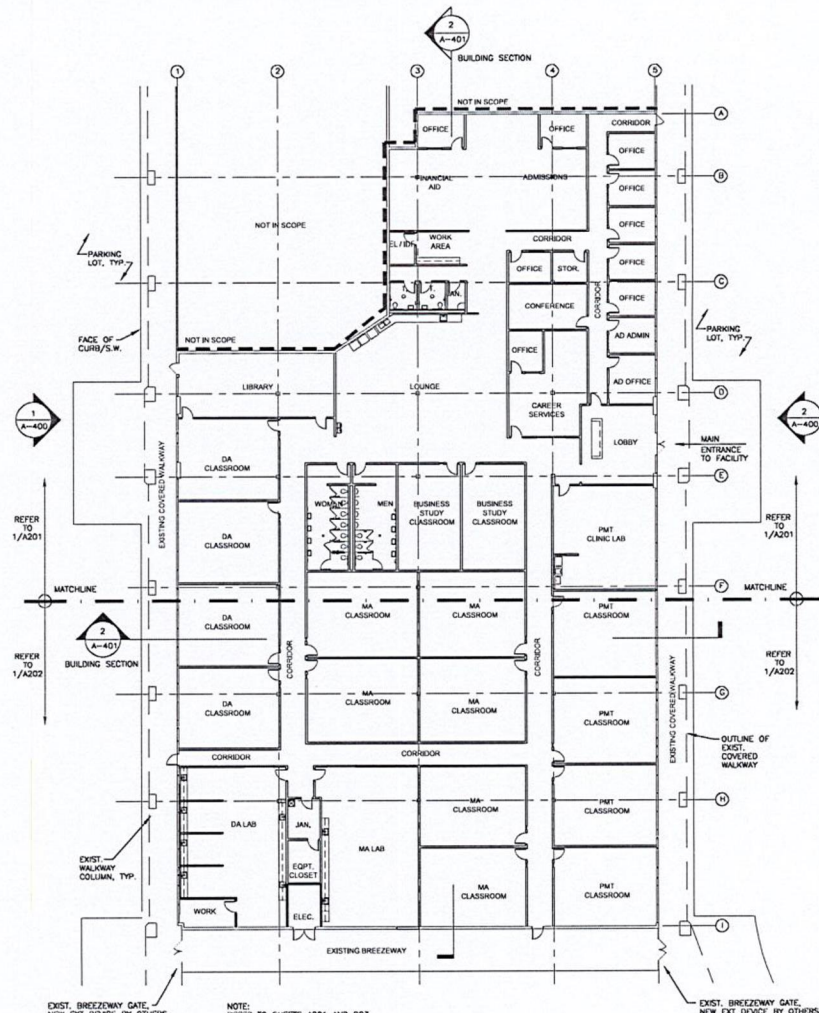 2
A-401
BUILDING SECTION
1
2
3
4
5
NOT IN SCOPE
A
OFFICE
OFFICE
CORRIDOR
OFFICE
B
FINANCIAL
AID
ADMISSIONS
OFFICE
NOT IN SCOPE
OFFICE
EL / IDF
WORK
AREA
CORRIDOR
PARKING
LOT, TYP.
OFFICE
OFFICE
STOR.
C
CORRIDOR
OFFICE
CONFERENCE
FACE OF
CURB/S.W.
NOT IN SCOPE
AD ADMIN
PARKING
LOT, TYP.
OFFICE
LIBRARY
LOUNGE
AD OFFICE
D
1
A-400
CAREER
SERVICES
2
A-400
LOBBY
MAIN
ENTRANCE
TO FACILITY
DA
CLASSROOM
E
EXISTING COVERED WALKWAY
WOMAN
MEN
BUSINESS
STUDY
CLASSROOM
BUSINESS
STUDY
CLASSROOM
REFER
TO
1/A201
PMT
CLINIC LAB
REFER
TO
1/A201
DA
CLASSROOM
F
MATCHLINE
MATCHLINE
MA
CLASSROOM
MA
CLASSROOM
PMT
CLASSROOM
DA
CLASSROOM
2
A-401
BUILDING SECTION
REFER
TO
1/A202
REFER
TO
1/A202
CORRIDOR
CORRIDOR
EXISTING COVERED WALKWAY
G
DA
CLASSROOM
MA
CLASSROOM
MA
CLASSROOM
PMT
CLASSROOM
OUTLINE OF
EXIST.
COVERED
WALKWAY
CORRIDOR
CORRIDOR
H
DA LAB
JAN.
MA LAB
MA
CLASSROOM
PMT
CLASSROOM
EXIST.
WALKWAY
COLUMN, TYP.
EQPT.
CLOSET
MA
CLASSROOM
PMT
CLASSROOM
WORK
ELEC.
I
EXISTING BREEZEWAY
EXIST. BREEZEWAY GATE,
NOTE:
EXIST. BREEZEWAY GATE,
NEW EXT DEVICE BY OTHERS